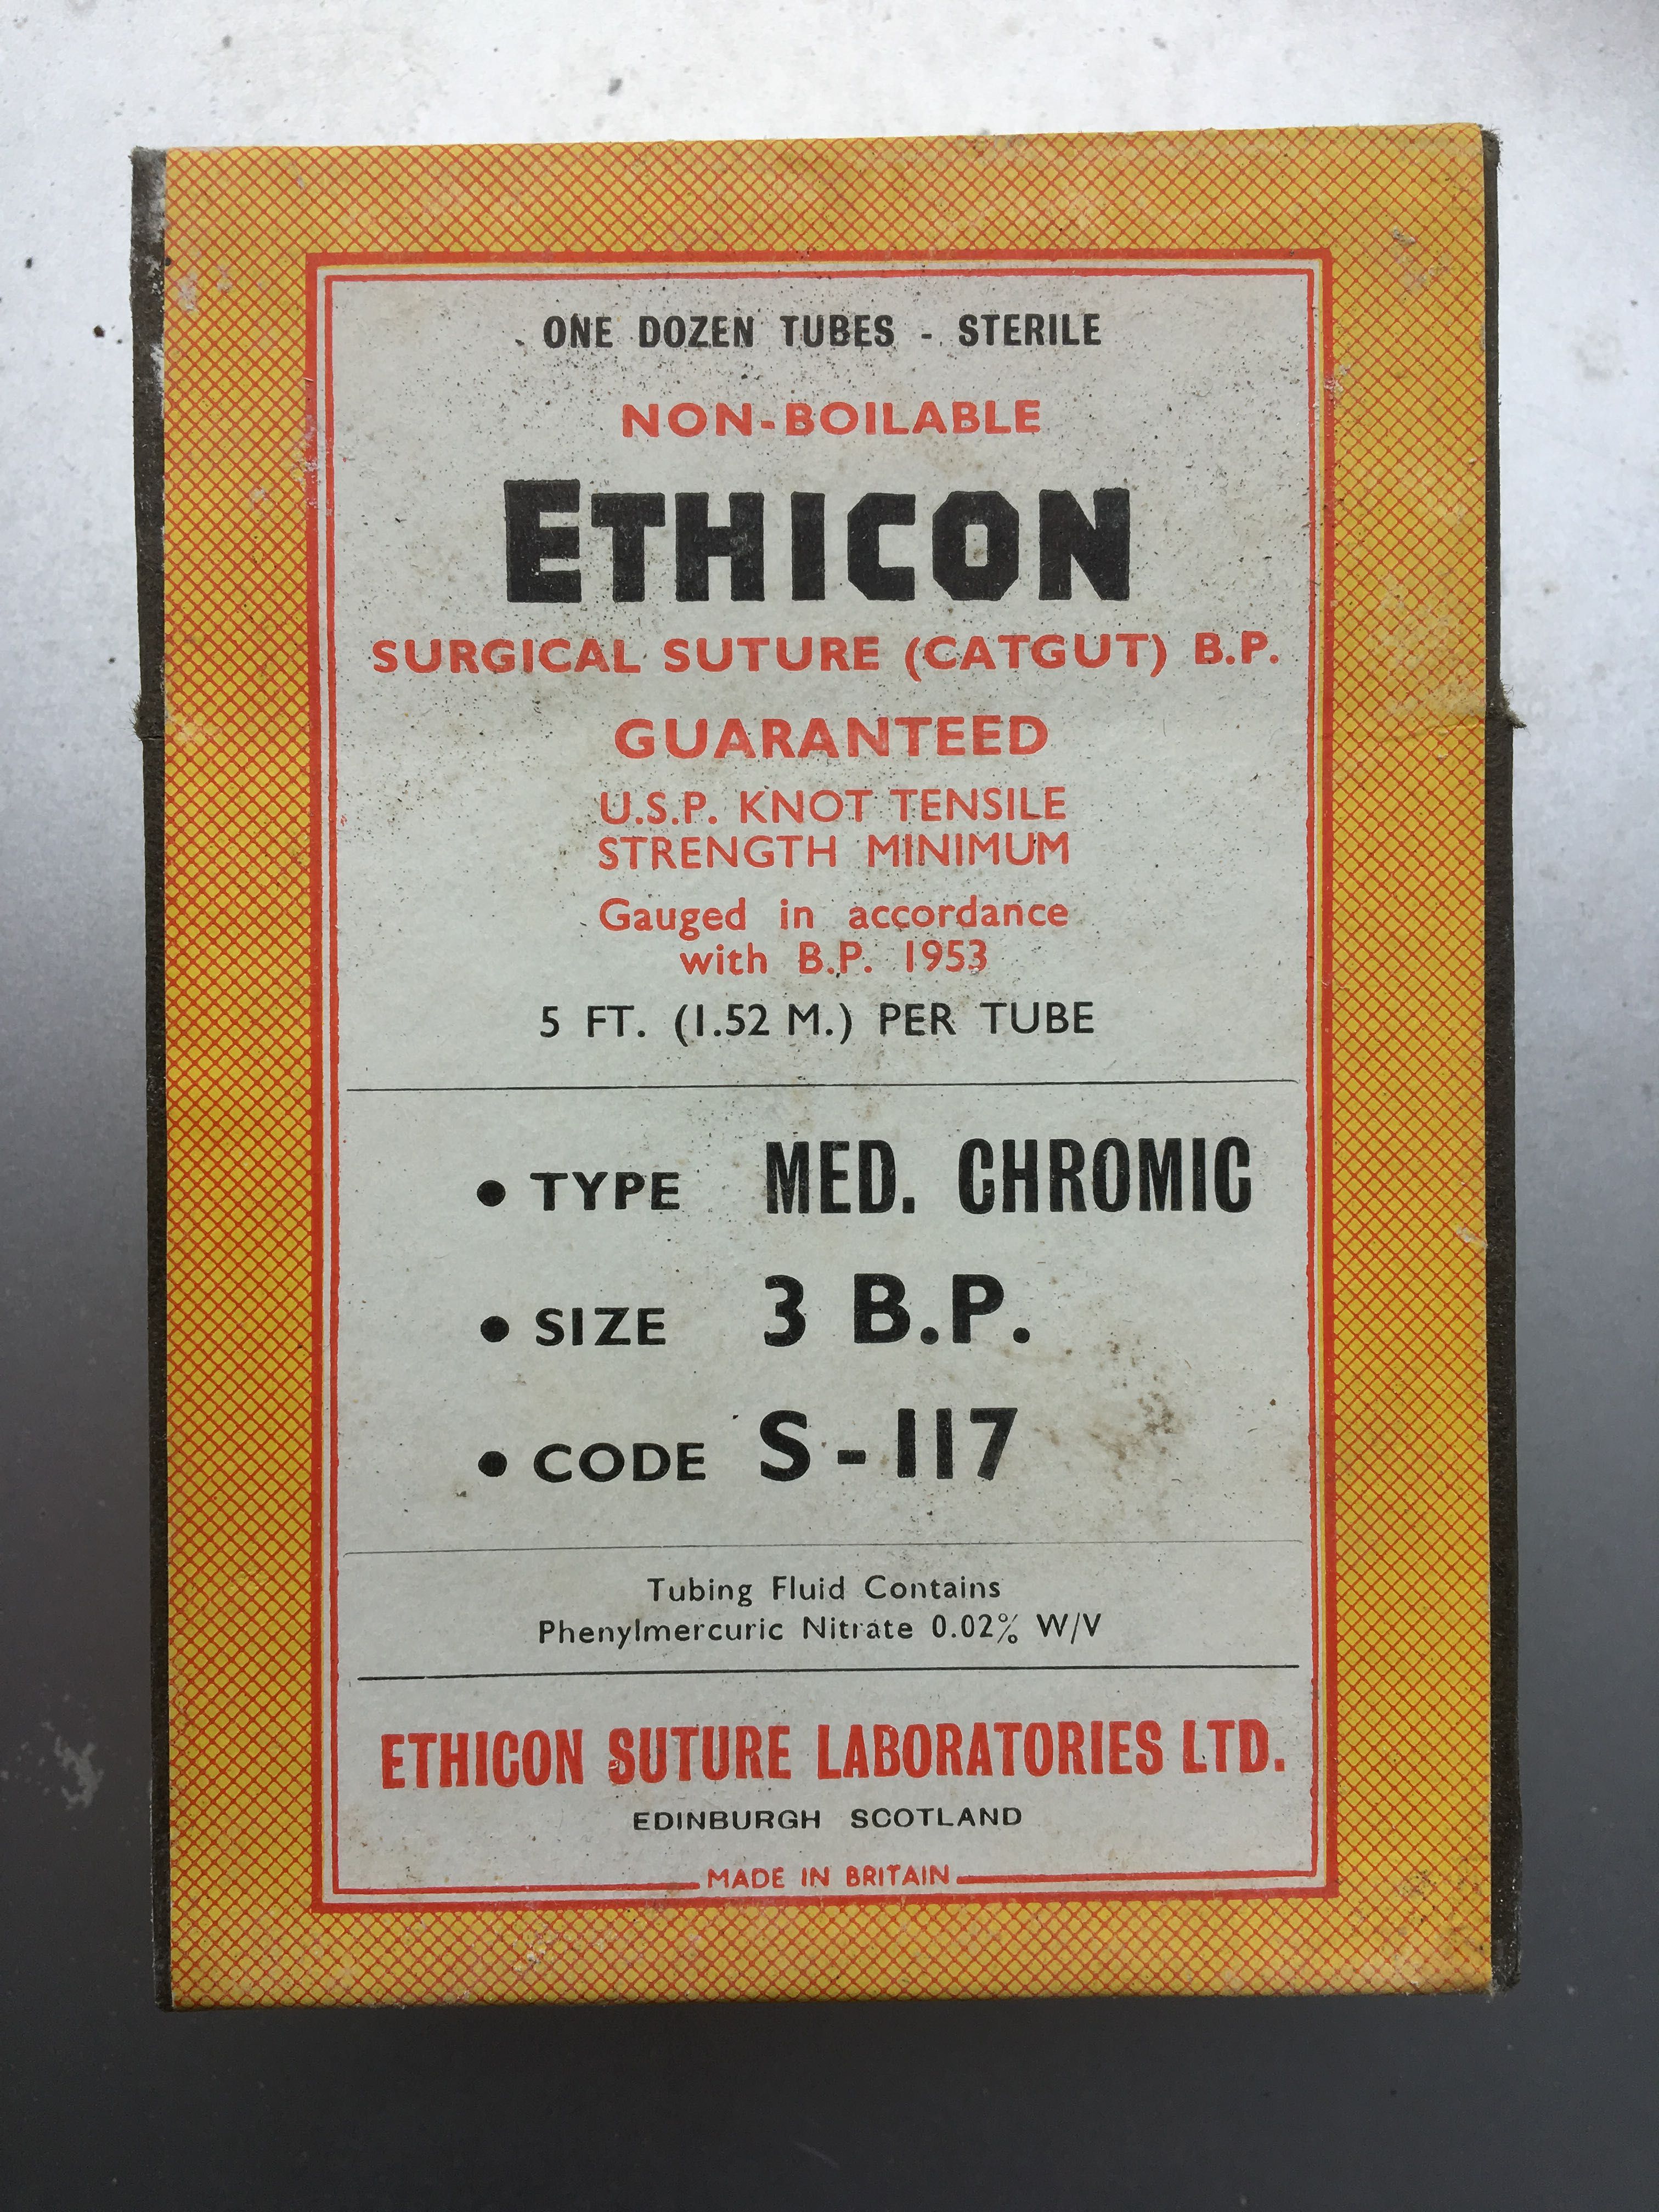 ONE DOZEN TUBES - STERILE
NON-BOILABLE
ETHICON
SURGICAL SUTURE (CATGUT) B.P.
GUARANTEED
U.S.P. KNOT TENSILE
STRENGTH MINIMUM
Gauged in accordance
with B.P. 1953
5 FT. (1.52 M.) PER TUBE
• TYPE MED. CHROMIC
• SIZE 3 B.P.
• CODE S-117
Tubing Fluid Contains
Phenylmercuric Nitrate 0.02% W/V
ETHICON SUTURE LABORATORIES LTD.
EDINBURGH SCOTLAND
MADE IN BRITAIN